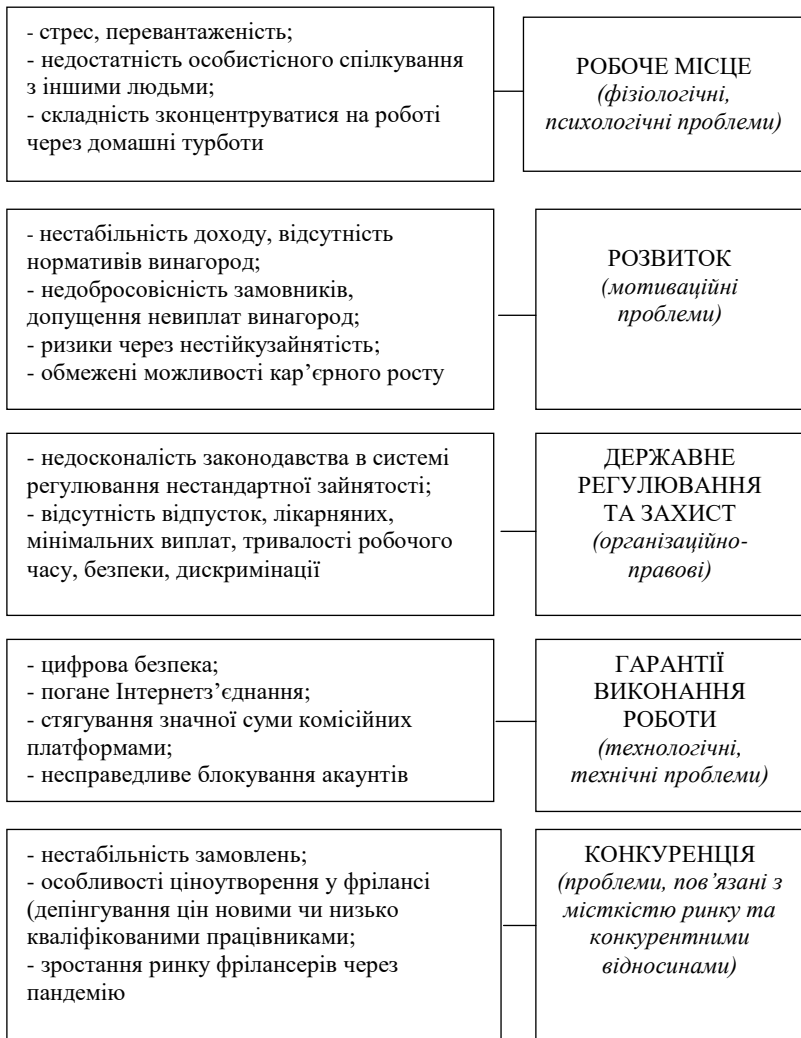 - стрес, перевантаженість;
- недостатність особистісного спілкування
з іншими людьми;
- складність зконцентруватися на роботі
через домашні турботи
РОБОЧЕ МІСЦЕ
(фізіологічні,
психологічні проблеми)
- нестабільність доходу, відсутність
нормативів винагород;
- недобросовісність замовників,
допущення невиплат винагород;
- ризики через нестійкузайнятість;
- обмежені можливості кар’єрного росту
РОЗВИТОК
(мотиваційні
проблеми)
- недосконалість законодавства в системі
регулювання нестандартної зайнятості;
- відсутність відпусток, лікарняних,
мінімальних виплат, тривалості робочого
часу, безпеки, дискримінації
ДЕРЖАВНЕ
РЕГУЛЮВАННЯ
ТА ЗАХИСТ
(організаційно-
правові)
- цифрова безпека;
- погане Інтернетз’єднання;
- стягування значної суми комісійних
платформами;
- несправедливе блокування акаунтів
ГАРАНТІЇ
ВИКОНАННЯ
РОБОТИ
(технологічні,
технічні проблеми)
- нестабільність замовлень;
- особливості ціноутворення у фрілансі
(депінгування цін новими чи низько
кваліфікованими працівниками;
- зростання ринку фрілансерів через
пандемію
КОНКУРЕНЦІЯ
(проблеми, пов’язані з
місткістю ринку та
конкурентними
відносинами)